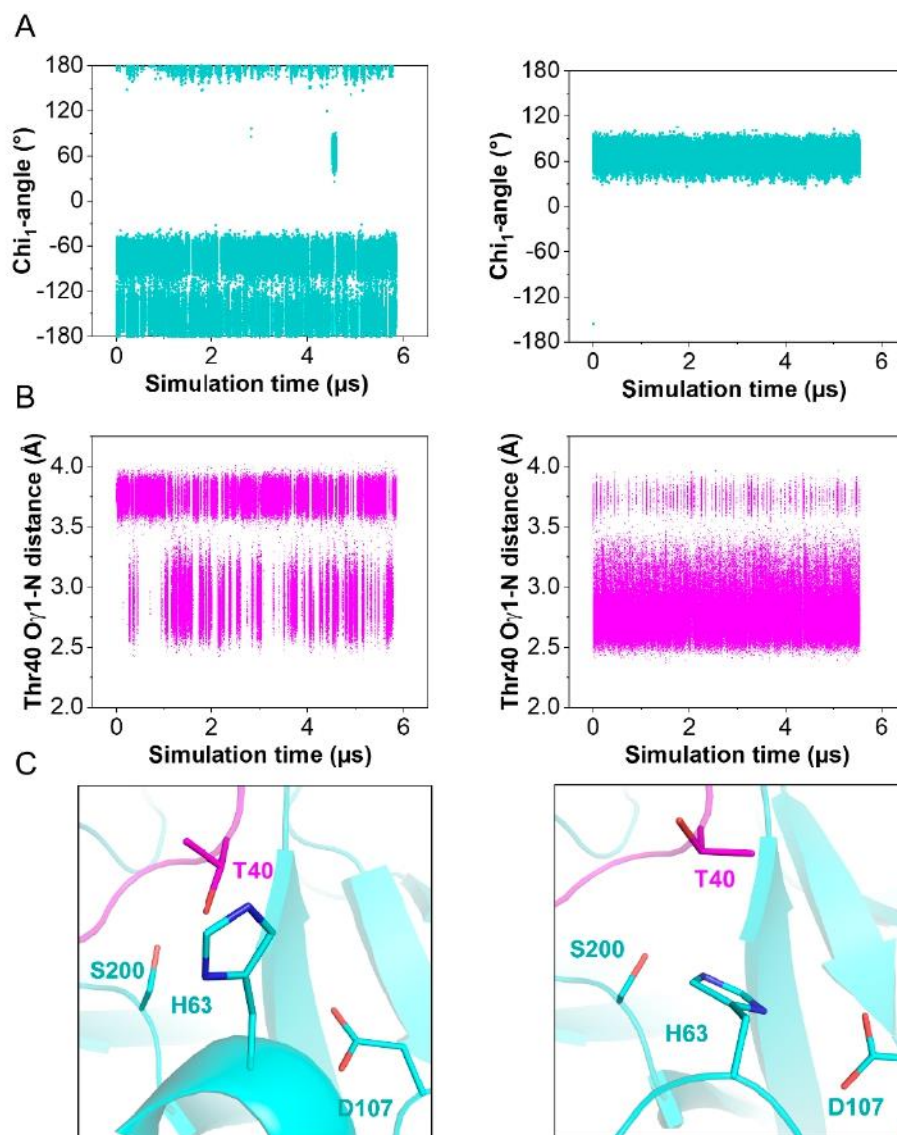 A
180
120
60
0
-60
-120
-180
Chi₁-angle (°)
0 2 4 6
Simulation time (µs)
180
120
60
0
-60
-120
-180
Chi₁-angle (°)
0 2 4 6
Simulation time (µs)
B
4.0
3.5
3.0
2.5
2.0
Thr40 Oγ1-N distance (Å)
0 2 4 6
Simulation time (µs)
4.0
3.5
3.0
2.5
2.0
Thr40 Oγ1-N distance (Å)
0 2 4 6
Simulation time (µs)
C
T40
S200
H63
D107
T40
S200
H63
D107